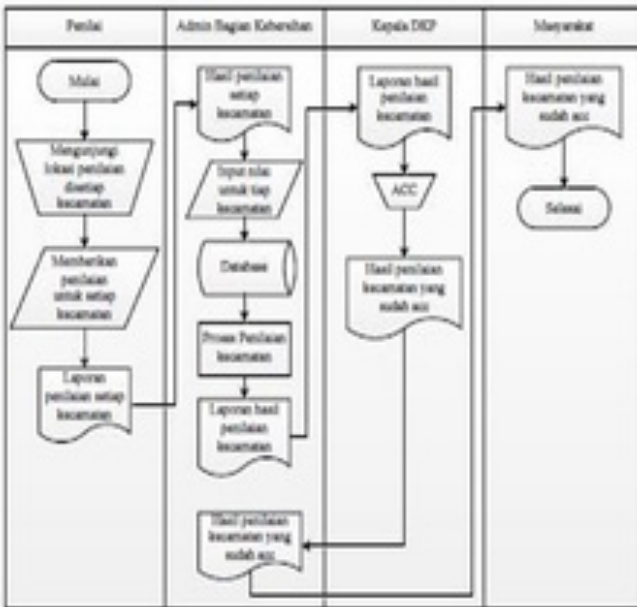 Penilai
Admin Bagian Kebersihan
Kepala DKP
Masyarakat
Mulai
Mengunjungi
lokasi penilaian
disetiap
kecamatan
Memberikan
penilaian
untuk setiap
kecamatan
Laporan
penilaian setiap
kecamatan
Hasil penilaian
setiap
kecamatan
Input nilai
untuk tiap
kecamatan
Database
Proses Penilaian
kecamatan
Laporan hasil
penilaian
kecamatan
Hasil penilaian
kecamatan yang
sudah acc
Laporan hasil
penilaian
kecamatan
ACC
Hasil penilaian
kecamatan yang
sudah acc
Hasil penilaian
kecamatan yang
sudah acc
Selesai